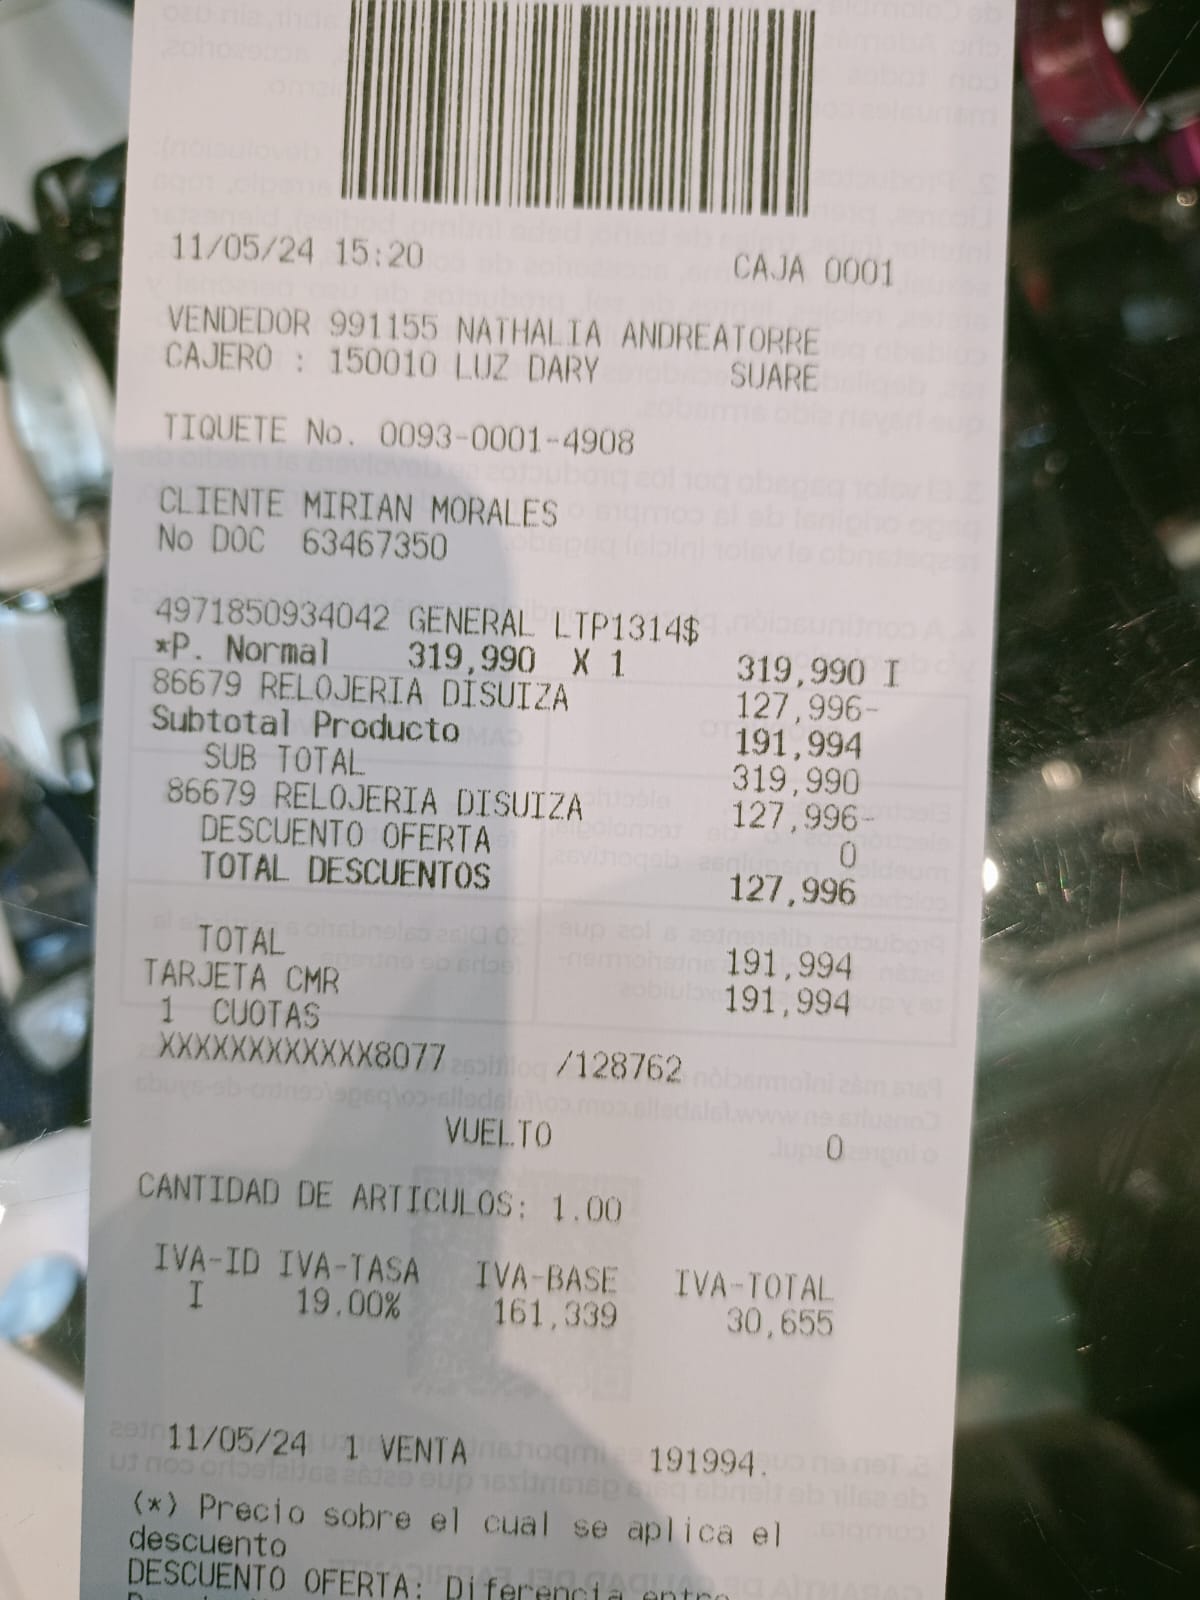 11/05/24 15:20 CAJA 0001
VENDEDOR 991155 NATHALIA ANDREATORRE
CAJERO : 150010 LUZ DARY SUARE
TIQUETE No. 0093-0001-4908
CLIENTE MIRIAN MORALES
No DOC 63467350
4971850934042 GENERAL LTP1314$
*P. Normal 319,990 X 1 319,990 I
86679 RELOJERIA DISUIZA 127,996-
Subtotal Producto 191,994
SUB TOTAL 319,990
86679 RELOJERIA DISUIZA 127,996-
DESCUENTO OFERTA 0
TOTAL DESCUENTOS 127,996
TOTAL 191,994
TARJETA CMR 191,994
1 CUOTAS
XXXXXXXXXXXX8077 /128762
VUELTO 0
CANTIDAD DE ARTICULOS: 1.00
IVA-ID IVA-TASA IVA-BASE IVA-TOTAL
I 19.00% 161,339 30,655
11/05/24 1 VENTA 191994.
(*) Precio sobre el cual se aplica el
descuento
DESCUENTO OFERTA: Diferencia entre